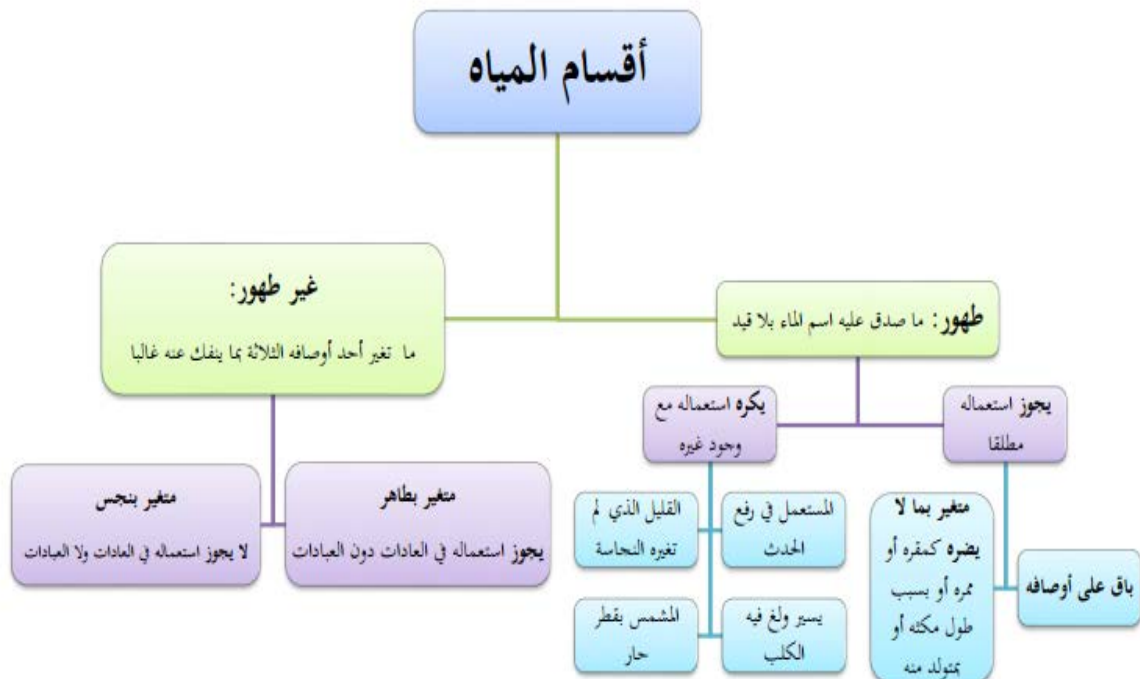 أقسام المياه
طهور: ما صدق عليه اسم الماء بلا قيد
يجوز استعماله
مطلقا
باق على أوصافه
متغير بما لا
يضره كمقره أو
ممره أو بسبب
طول مكثه أو
بمتولد منه
يكره استعماله مع
وجود غيره
المستعمل في رفع
الحدث
القليل الذي لم
تغيره النجاسة
يسير ولغ فيه
الكلب
المشمس بقطر
حار
غير طهور:
ما تغير أحد أوصافه الثلاثة بما ينفك عنه غالبا
متغير بطاهر
يجوز استعماله في العادات دون العبادات
متغير بنجس
لا يجوز استعماله في العادات ولا العبادات